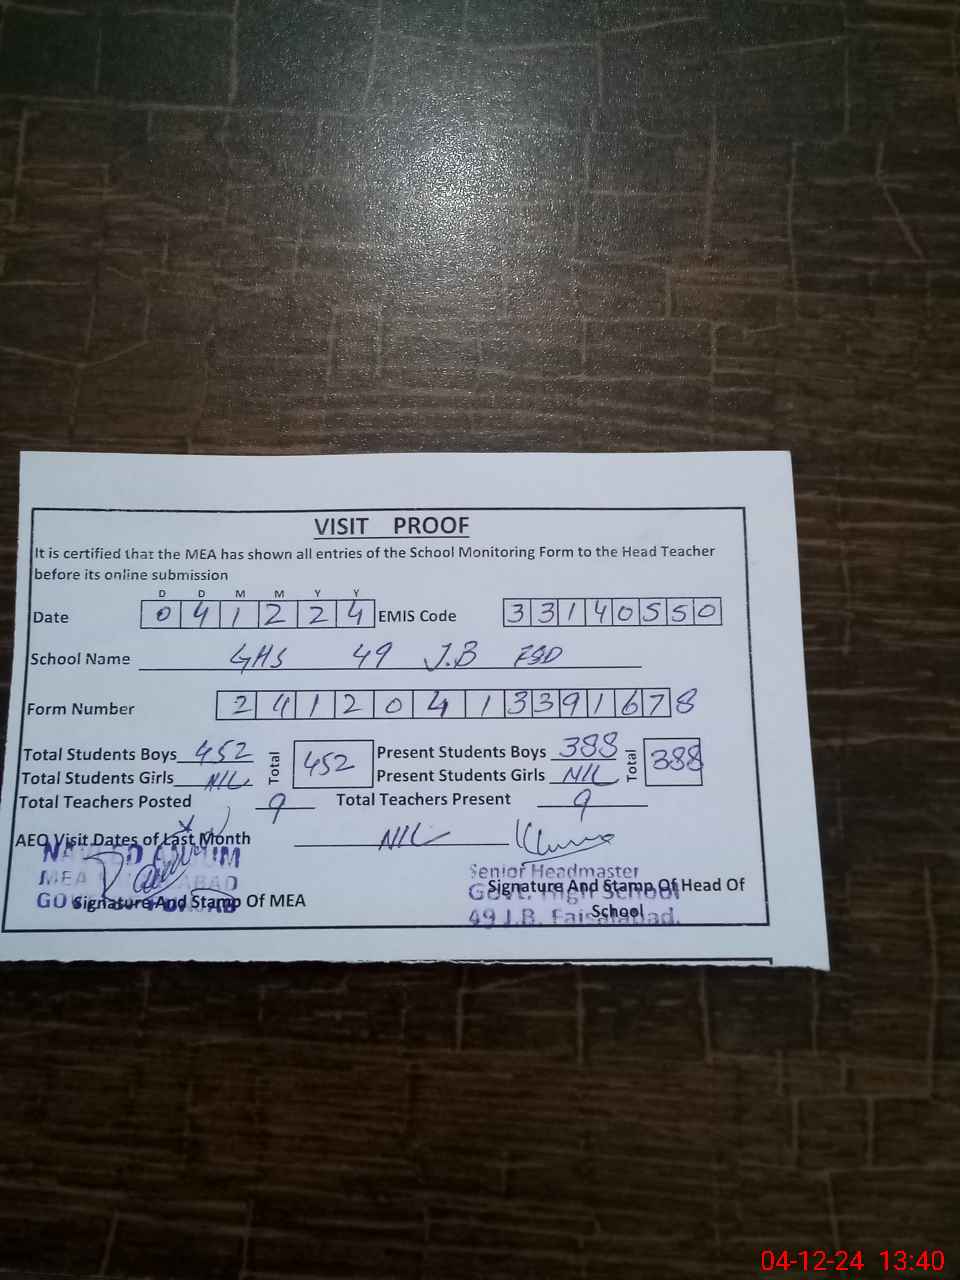 VISIT PROOF
It is certified that the MEA has shown all entries of the School Monitoring Form to the Head Teacher
before its online submission
D D M M Y Y
Date 0 4 1 2 2 4 EMIS Code 3 3 1 4 0 5 5 0
School Name GHS 49 J.B FSD
Form Number 2 4 1 2 0 4 1 3 3 9 1 6 7 8
Total Students Boys 452 Total 452 Present Students Boys 388 Total 388
Total Students Girls NIL Present Students Girls NIL
Total Teachers Posted 9 Total Teachers Present 9
AEO Visit Dates of Last Month NIL
MEA
Senior Headmaster
Signature And Stamp Of MEA
Signature And Stamp Of Head Of
Govt. High School
School
49 J.B. Faisalabad.
04-12-24 13:40